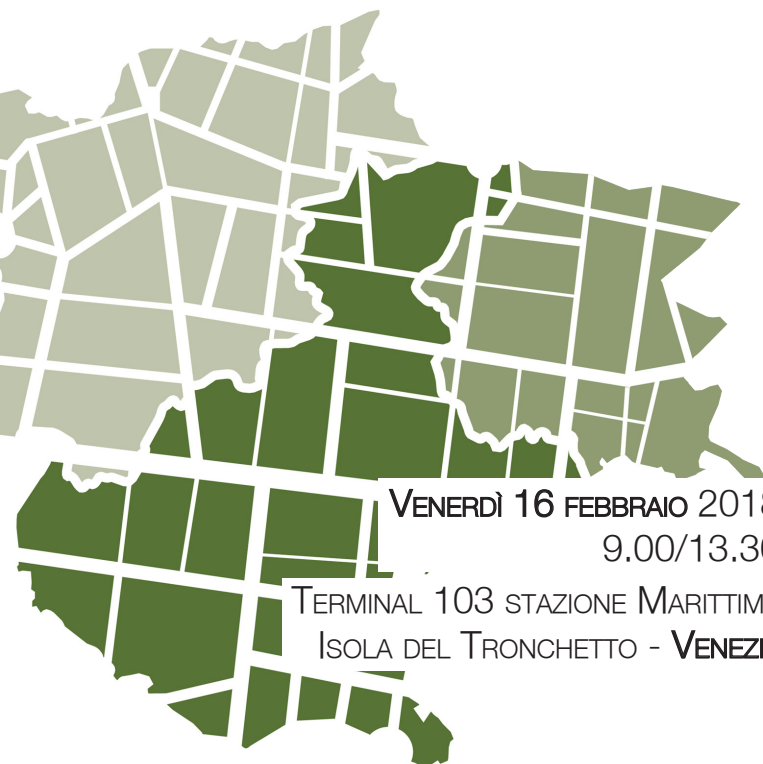 Venerdì 16 febbraio 2018
9.00/13.30
Terminal 103 stazione Marittim
Isola del Tronchetto - Venezi